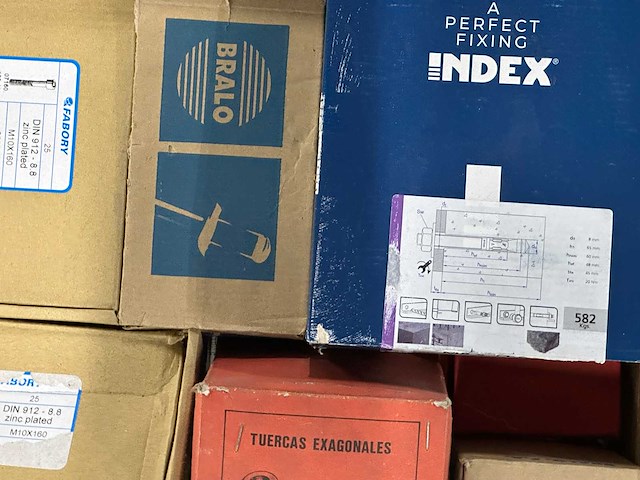 A
PERFECT
FIXING
INDEX®
582
Kgs.
BRALO
FABORY
25
DIN 912 - 8.8
zinc plated
M10X160
25
DIN 912 - 8.8
zinc plated
M10X160
TUERCAS EXAGONALES